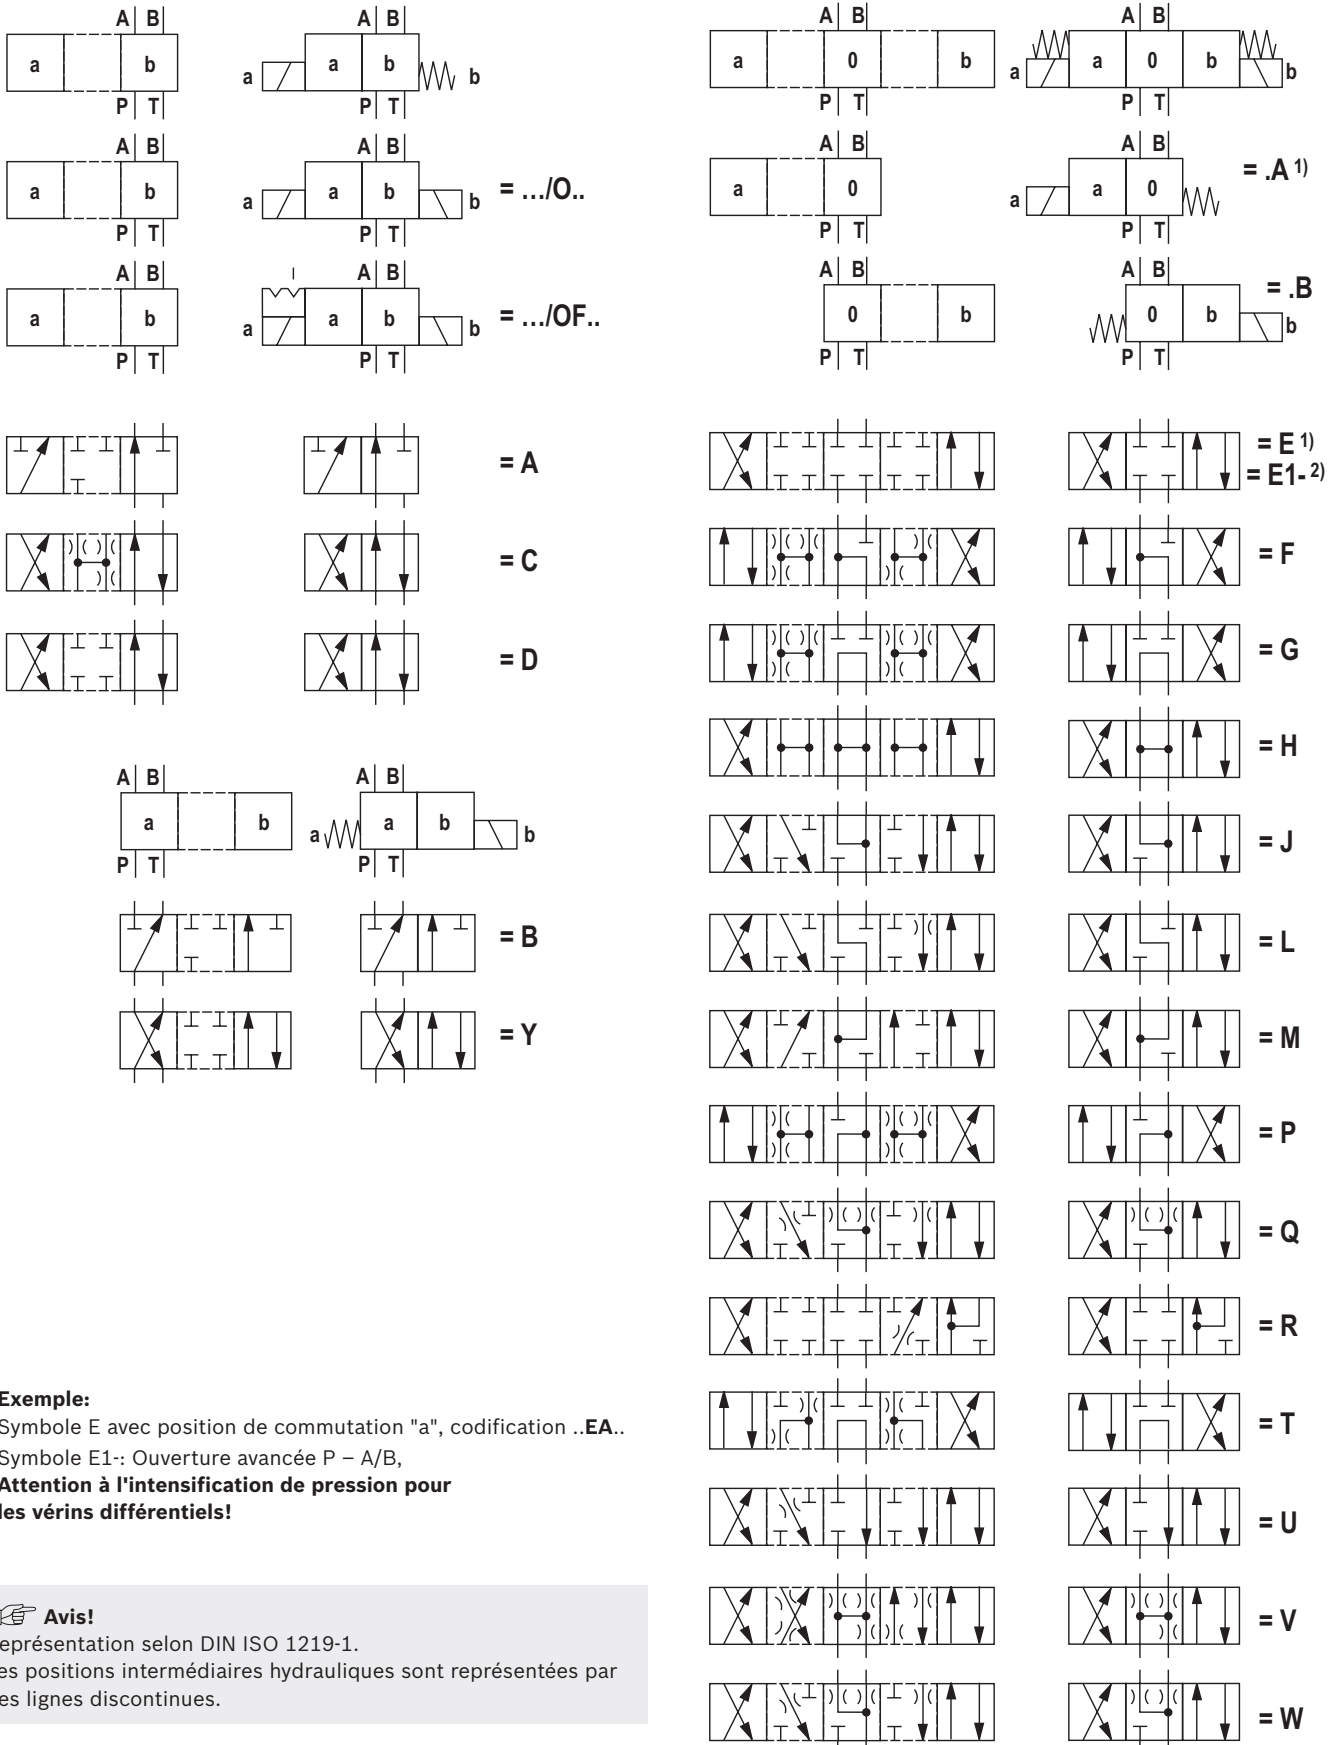 A B
a b
P T
A B
a a b b
P T
A B
a b
P T
A B
a a b b
P T
= .../O..
A B
a b
P T
A B
a a b b
P T
= .../OF..
= A
= C
= D
A B
a b
P T
A B
a a b b
P T
= B
= Y
Exemple:
Symbole E avec position de commutation "a", codification ..EA..
Symbole E1-: Ouverture avancée P – A/B,
Attention à l'intensification de pression pour
les vérins différentiels!
Avis!
eprésentation selon DIN ISO 1219-1.
es positions intermédiaires hydrauliques sont représentées par
es lignes discontinues.
A B
a 0 b
P T
A B
a a 0 b b
P T
A B
a 0
P T
A B
a a 0
P T
= .A 1)
A B
0 b
P T
A B
0 b b
P T
= .B
= E 1)
= E1- 2)
= F
= G
= H
= J
= L
= M
= P
= Q
= R
= T
= U
= V
= W